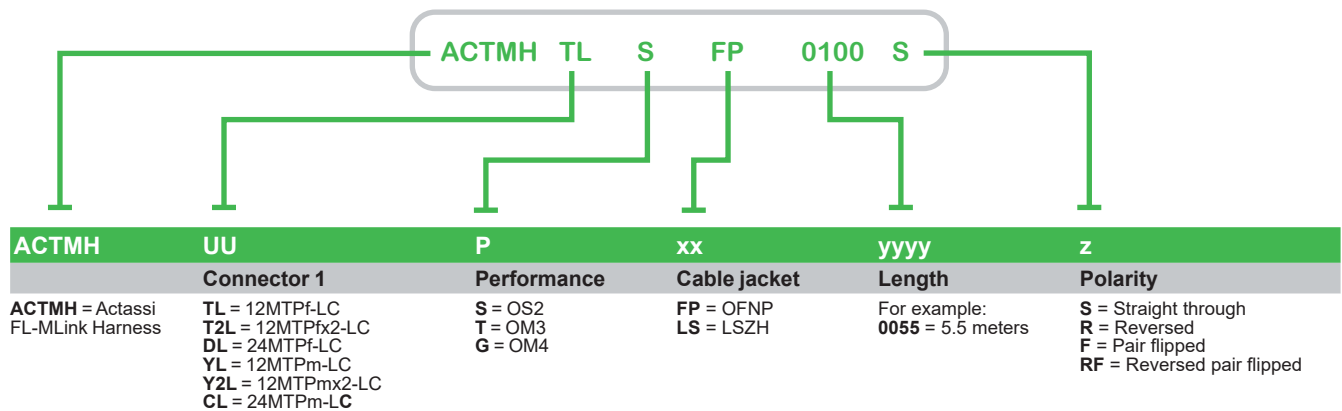 ACTMH TL S FP 0100 S
ACTMH UU P xx yyyy z
Connector 1 Performance Cable jacket Length Polarity
ACTMH = Actassi
FL-MLink Harness
TL = 12MTPf-LC
T2L = 12MTPfx2-LC
DL = 24MTPf-LC
YL = 12MTPm-LC
Y2L = 12MTPmx2-LC
CL = 24MTPm-LC
S = OS2
T = OM3
G = OM4
FP = OFNP
LS = LSZH
For example:
0055 = 5.5 meters
S = Straight through
R = Reversed
F = Pair flipped
RF = Reversed pair flipped